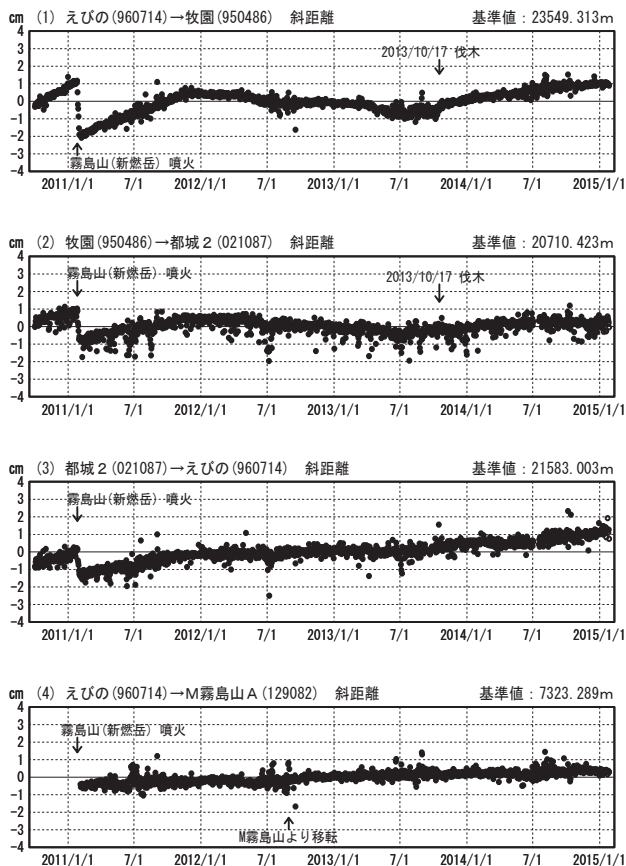 cm (1) えびの(960714)→牧園(950486) 斜距離 基準値：23549.313m
4
3
2
1
0
-1
-2
-3
-4
2013/10/17 伐木
霧島山(新燃岳) 噴火
2011/1/1 7/1 2012/1/1 7/1 2013/1/1 7/1 2014/1/1 7/1 2015/1/1
cm (2) 牧園(950486)→都城２(021087) 斜距離 基準値：20710.423m
4
3
2
1
0
-1
-2
-3
-4
霧島山(新燃岳) 噴火
2013/10/17 伐木
2011/1/1 7/1 2012/1/1 7/1 2013/1/1 7/1 2014/1/1 7/1 2015/1/1
cm (3) 都城２(021087)→えびの(960714) 斜距離 基準値：21583.003m
4
3
2
1
0
-1
-2
-3
-4
霧島山(新燃岳) 噴火
2011/1/1 7/1 2012/1/1 7/1 2013/1/1 7/1 2014/1/1 7/1 2015/1/1
cm (4) えびの(960714)→Ｍ霧島山Ａ(129082) 斜距離 基準値：7323.289m
4
3
2
1
0
-1
-2
-3
-4
霧島山(新燃岳) 噴火
M霧島山より移転
2011/1/1 7/1 2012/1/1 7/1 2013/1/1 7/1 2014/1/1 7/1 2015/1/1